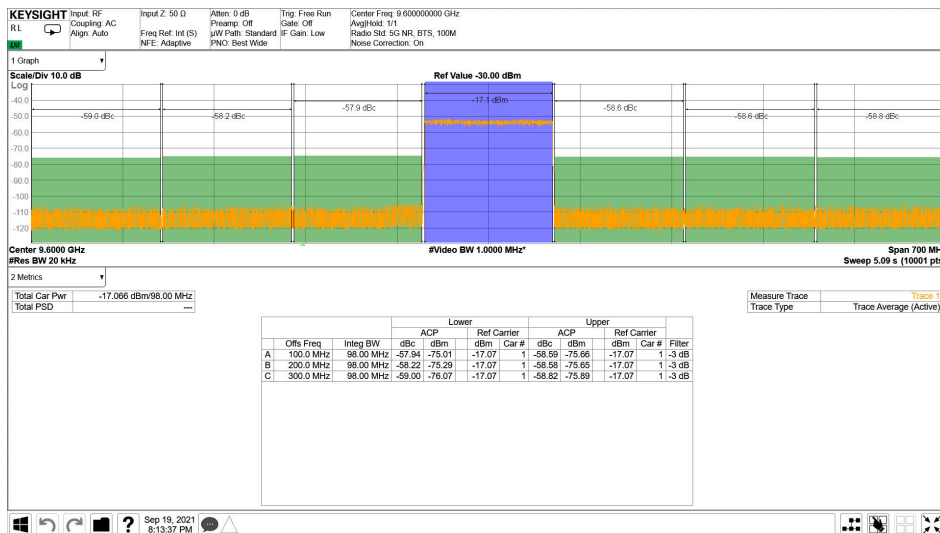 KEYSIGHT Input: RF Input Z: 50 Ω Atten: 0 dB Trig: Free Run Center Freq: 9.600000000 GHz
RL Coupling: AC Preamp: Off Gate: Off Avg|Hold: 1/1
Align: Auto Freq Ref: Int (S) µW Path: Standard IF Gain: Low Radio Std: 5G NR, BTS, 100M
NFE: Adaptive PNO: Best Wide Noise Correction: On
1 Graph
Scale/Div 10.0 dB Ref Value -30.00 dBm
Log
-40.0 -17.1 dBm
-57.9 dBc -58.6 dBc
-50.0 -59.0 dBc -58.2 dBc -58.6 dBc -58.8 dBc
-60.0
-70.0
-80.0
-90.0
-100
-110
-120
Center 9.6000 GHz #Video BW 1.0000 MHz* Span 700 MH
#Res BW 20 kHz Sweep 5.09 s (10001 pts
2 Metrics
Total Car Pwr -17.066 dBm/98.00 MHz Measure Trace Trace 1
Total PSD --- Trace Type Trace Average (Active)
Lower Upper
ACP Ref Carrier ACP Ref Carrier
Offs Freq Integ BW dBc dBm dBm Car # dBc dBm dBm Car # Filter
A 100.0 MHz 98.00 MHz -57.94 -75.01 -17.07 1 -58.59 -75.66 -17.07 1 -3 dB
B 200.0 MHz 98.00 MHz -58.22 -75.29 -17.07 1 -58.58 -75.65 -17.07 1 -3 dB
C 300.0 MHz 98.00 MHz -59.00 -76.07 -17.07 1 -58.82 -75.89 -17.07 1 -3 dB
? Sep 19, 2021
8:13:37 PM